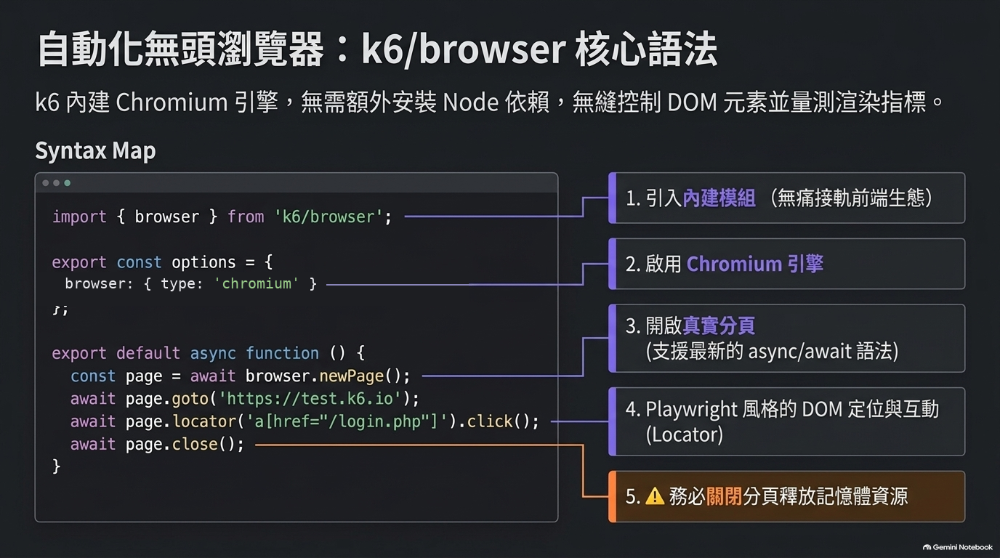 自動化無頭瀏覽器：k6/browser 核心語法
k6 內建 Chromium 引擎，無需額外安裝 Node 依賴，無縫控制 DOM 元素並量測渲染指標。
Syntax Map
import { browser } from 'k6/browser';
export const options = {
browser: { type: 'chromium' }
};
export default async function () {
const page = await browser.newPage();
await page.goto('https://test.k6.io');
await page.locator('a[href="/login.php"]').click();
await page.close();
}
1. 引入內建模組 （無痛接軌前端生態）
2. 啟用 Chromium 引擎
3. 開啟真實分頁
(支援最新的 async/await 語法)
4. Playwright 風格的 DOM 定位與互動
(Locator)
5. ⚠️ 務必關閉分頁釋放記憶體資源
Gemini Notebook